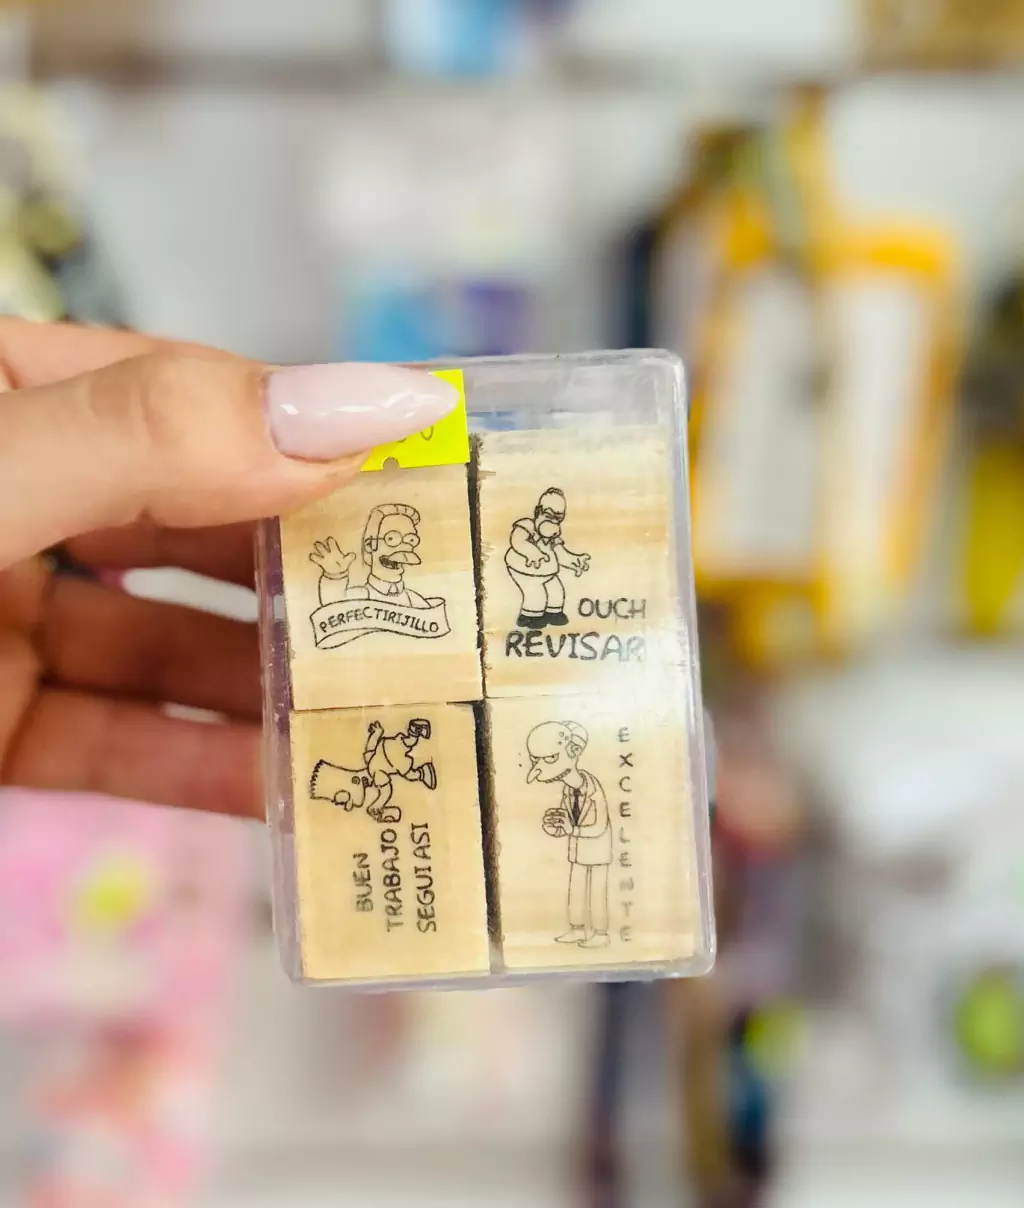 PERFECTIRIJILLO
OUCH
REVISAR
BUEN
TRABAJO
SEGUI ASI
EXCELENTE